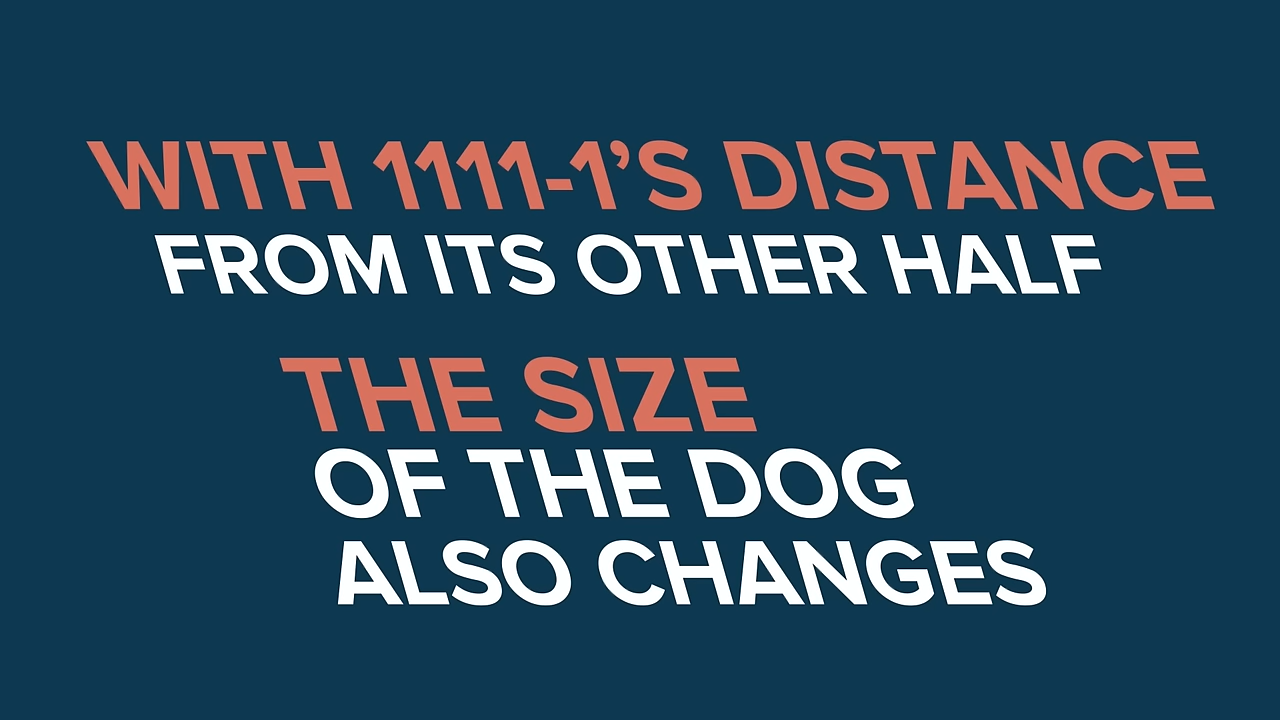 WITH 1111-1’S DISTANCE
FROM ITS OTHER HALF
THE SIZE
OF THE DOG
ALSO CHANGES